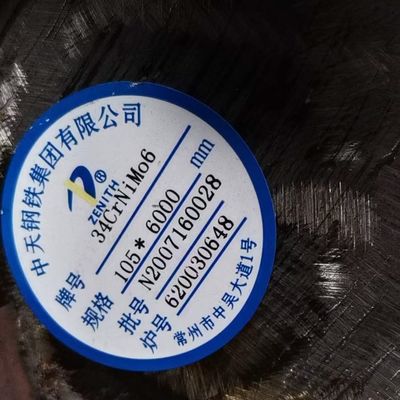 中天钢铁集团有限公司
®
ZENITH
牌号 34CrNiMo6
规格 105* 6000 mm
批号 N2007160028
炉号 620030648
常州市中吴大道1号